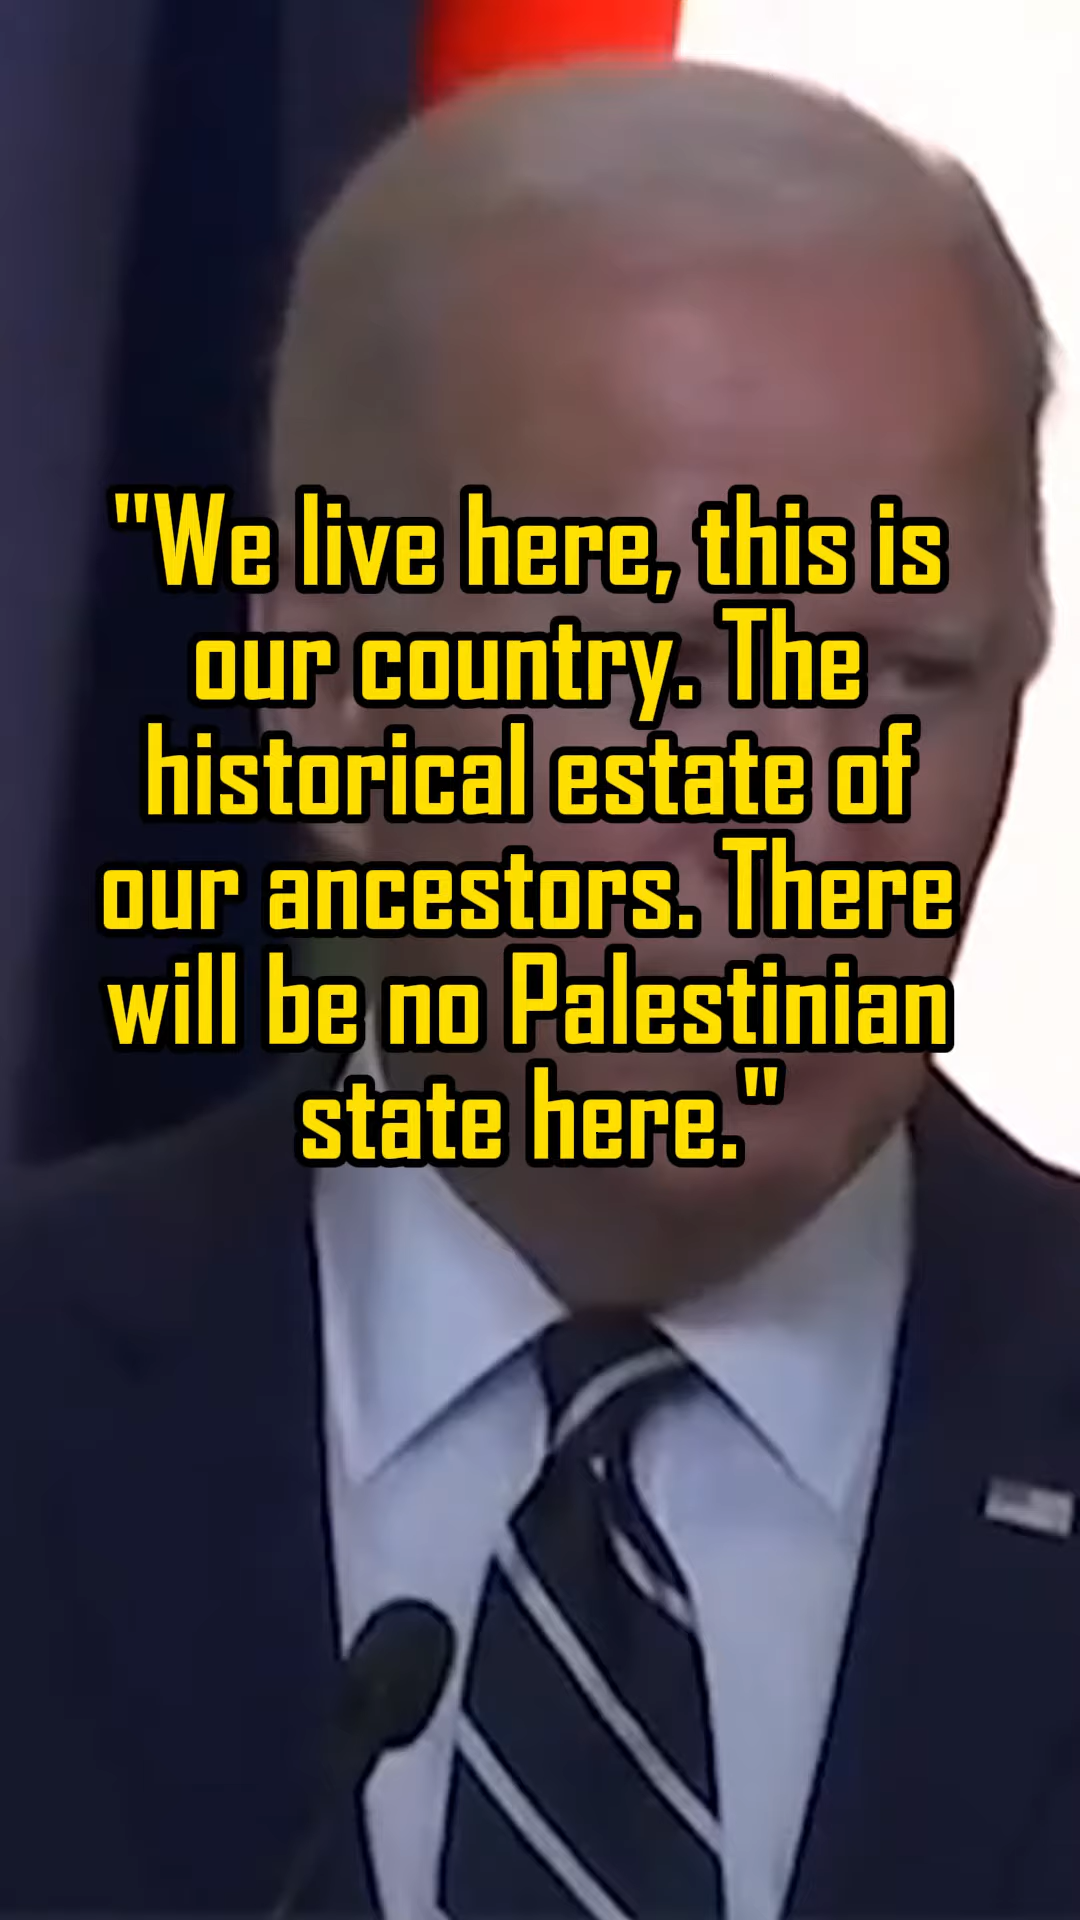 "We live here, this is
our country. The
historical estate of
our ancestors. There
will be no Palestinian
state here."